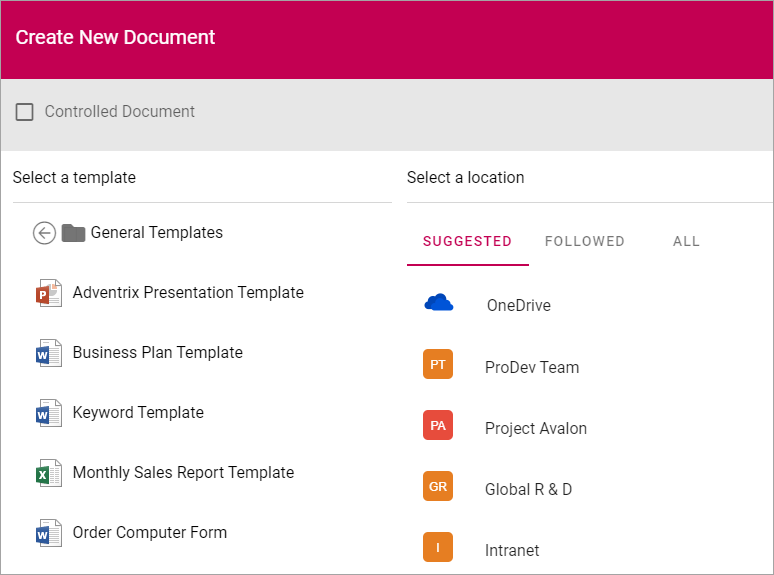 Create New Document
Controlled Document
Select a template
General Templates
P Adventrix Presentation Template
W Business Plan Template
W Keyword Template
X Monthly Sales Report Template
W Order Computer Form
Select a location
SUGGESTED FOLLOWED ALL
OneDrive
PT ProDev Team
PA Project Avalon
GR Global R & D
I Intranet